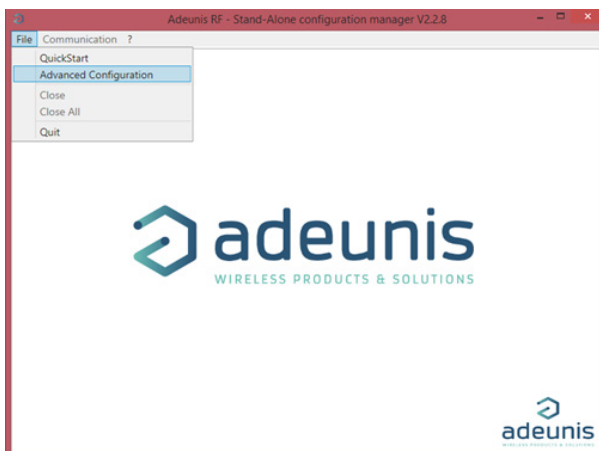 Adeunis RF - Stand-Alone configuration manager V2.2.8
File Communication ?
QuickStart
Advanced Configuration
Close
Close All
Quit
adeunis
WIRELESS PRODUCTS & SOLUTIONS
adeunis
WIRELESS PRODUCTS & SOLUTIONS